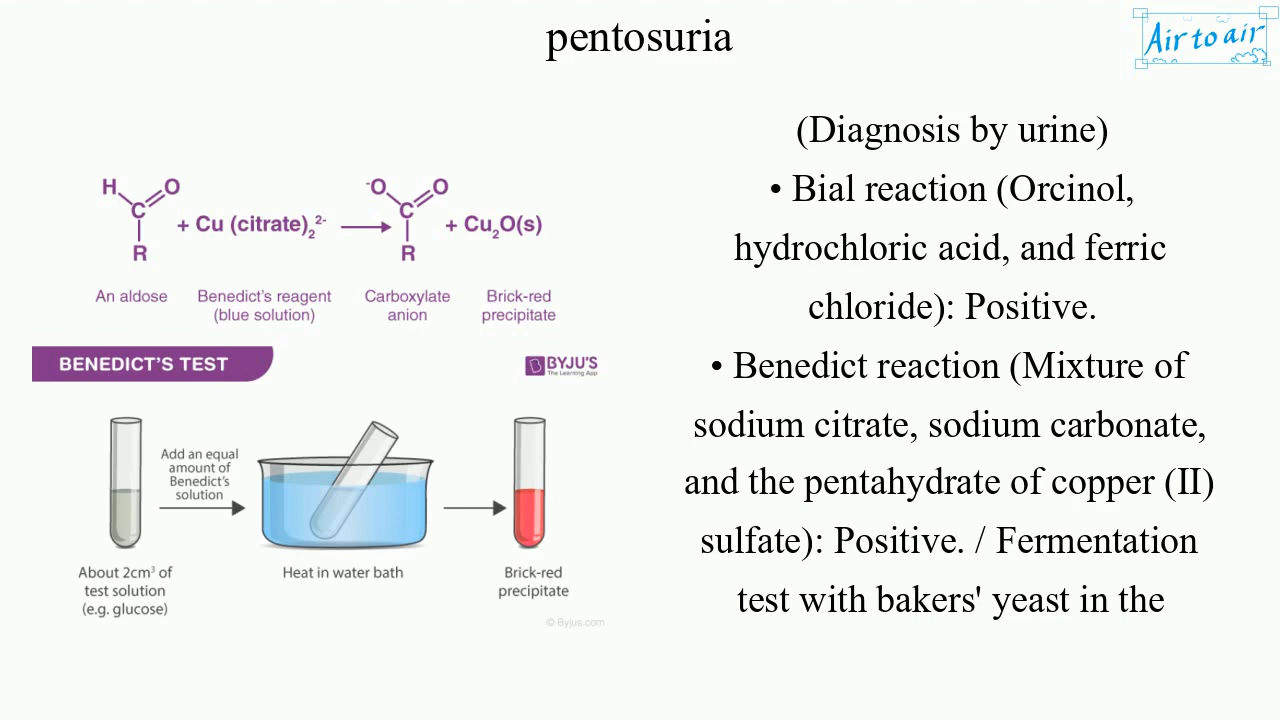 pentosuria
Air to air
(Diagnosis by urine)
• Bial reaction (Orcinol,
hydrochloric acid, and ferric
chloride): Positive.
• Benedict reaction (Mixture of
sodium citrate, sodium carbonate,
and the pentahydrate of copper (II)
sulfate): Positive. / Fermentation
test with bakers' yeast in the
H O C R + Cu (citrate)₂²⁻ ⁻O O C R + Cu₂O(s)
An aldose
Benedict's reagent
(blue solution)
Carboxylate
anion
Brick-red
precipitate
BENEDICT'S TEST
BYJU'S
The Learning App
Add an equal
amount of
Benedict's
solution
About 2cm³ of
test solution
(e.g. glucose)
Heat in water bath
Brick-red
precipitate
© Byjus.com